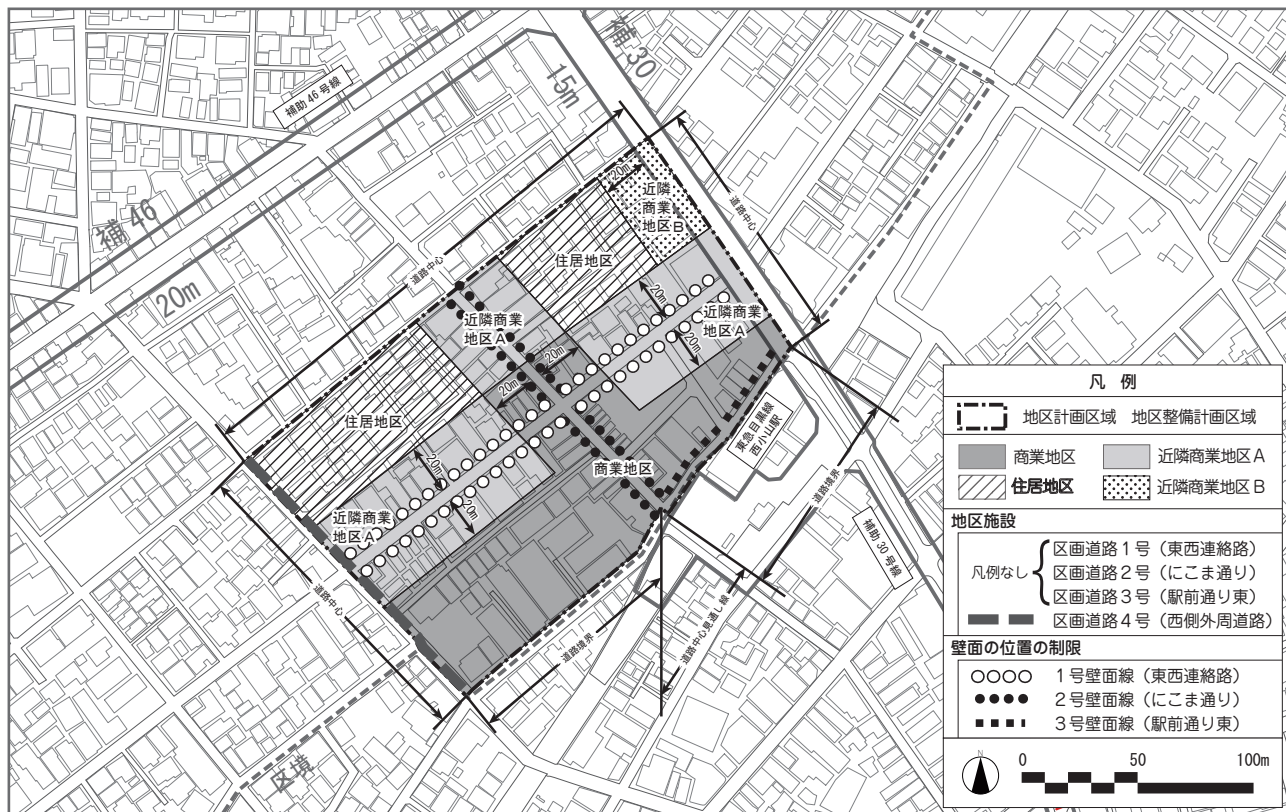 補30
15m
補助46号線
補46
20m
道路中心
道路中心
20m
近隣
商業
地区B
住居地区
近隣商業
地区A
20m
近隣商業
地区A
20m
20m
20m
住居地区
20m
商業地区
20m
近隣商業
地区A
東急目黒線
西小山駅
道路境界
補助30号線
道路中心
道路境界
道路中心見通し線
区境
凡例
地区計画区域 地区整備計画区域
商業地区
近隣商業地区A
住居地区
近隣商業地区B
地区施設
凡例なし
区画道路1号(東西連絡路)
区画道路2号(にこま通り)
区画道路3号(駅前通り東)
区画道路4号(西側外周道路)
壁面の位置の制限
1号壁面線(東西連絡路)
2号壁面線(にこま通り)
3号壁面線(駅前通り東)
N
0 50 100m